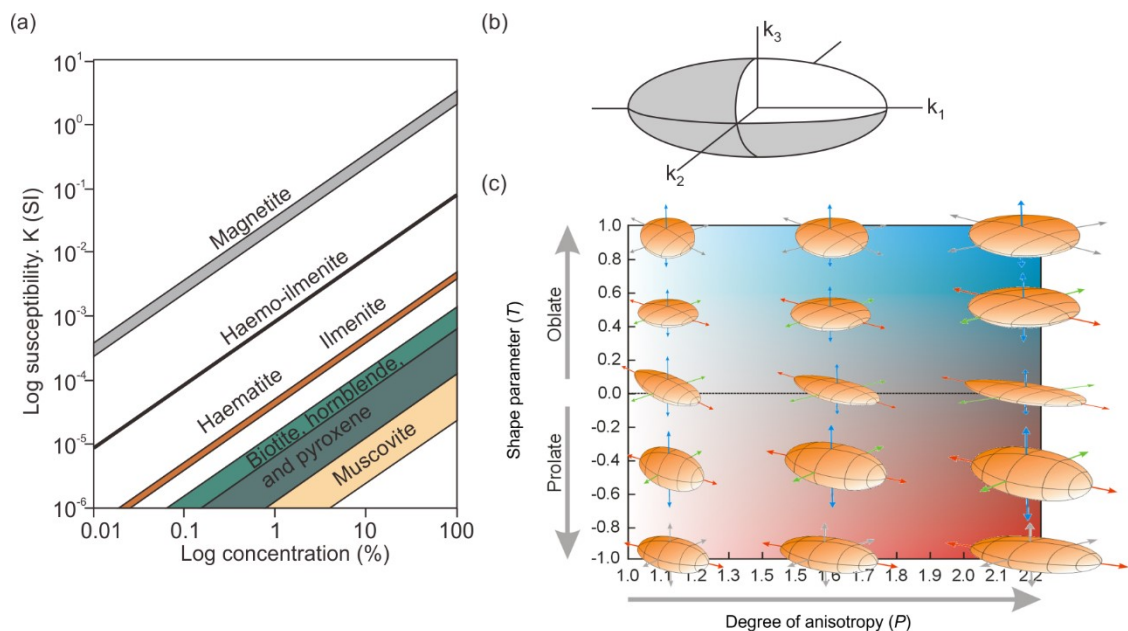 (a)
10¹
10⁰
10⁻¹
10⁻²
10⁻³
10⁻⁴
10⁻⁵
10⁻⁶
Log susceptibility. K (SI)
Magnetite
Haemo-ilmenite
Haematite
Ilmenite
Biotite, hornblende,
and pyroxene
Muscovite
0.01
0.1
1
10
100
Log concentration (%)
(b)
k₃
k₁
k₂
(c)
Shape parameter (T)
Oblate
Prolate
1.0
0.8
0.6
0.4
0.2
0.0
-0.2
-0.4
-0.6
-0.8
-1.0
1.0 1.1 1.2 1.3 1.4 1.5 1.6 1.7 1.8 1.9 2.0 2.1 2.2
Degree of anisotropy (P)